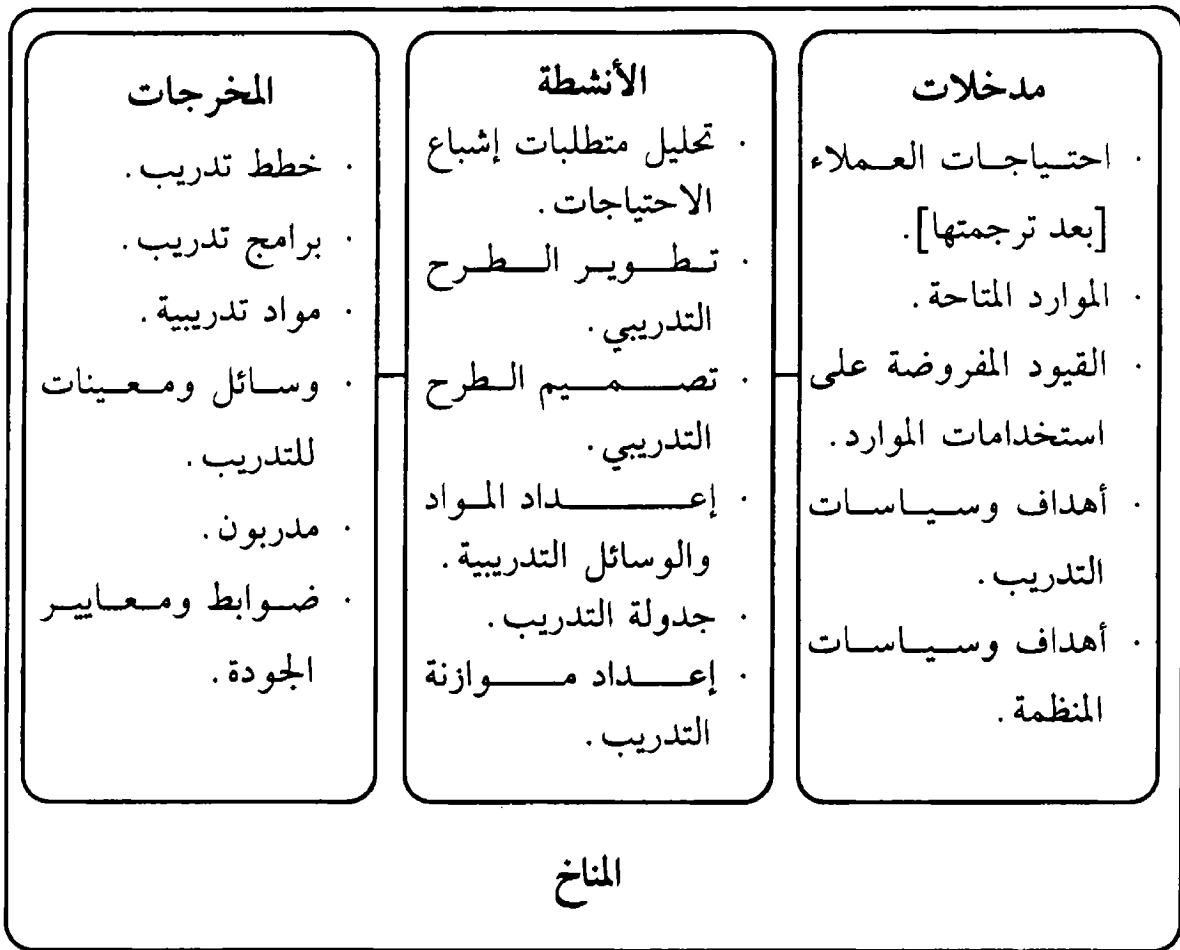 مدخلات
· احتياجات العملاء
[بعد ترجمتها].
· الموارد المتاحة.
· القيود المفروضة على
استخدامات الموارد.
· أهداف وسياسات
التدريب.
· أهداف وسياسات
المنظمة.
الأنشطة
· تحليل متطلبات إشباع
الاحتياجات.
· تطوير الطرح
التدريبي.
· تصميم الطرح
التدريبي.
· إعداد المواد
والوسائل التدريبية.
· جدولة التدريب.
· إعداد موازنة
التدريب.
المخرجات
· خطط تدريب.
· برامج تدريب.
· مواد تدريبية.
· وسائل ومعينات
للتدريب.
· مدربون.
· ضوابط ومعايير
الجودة.
المناخ